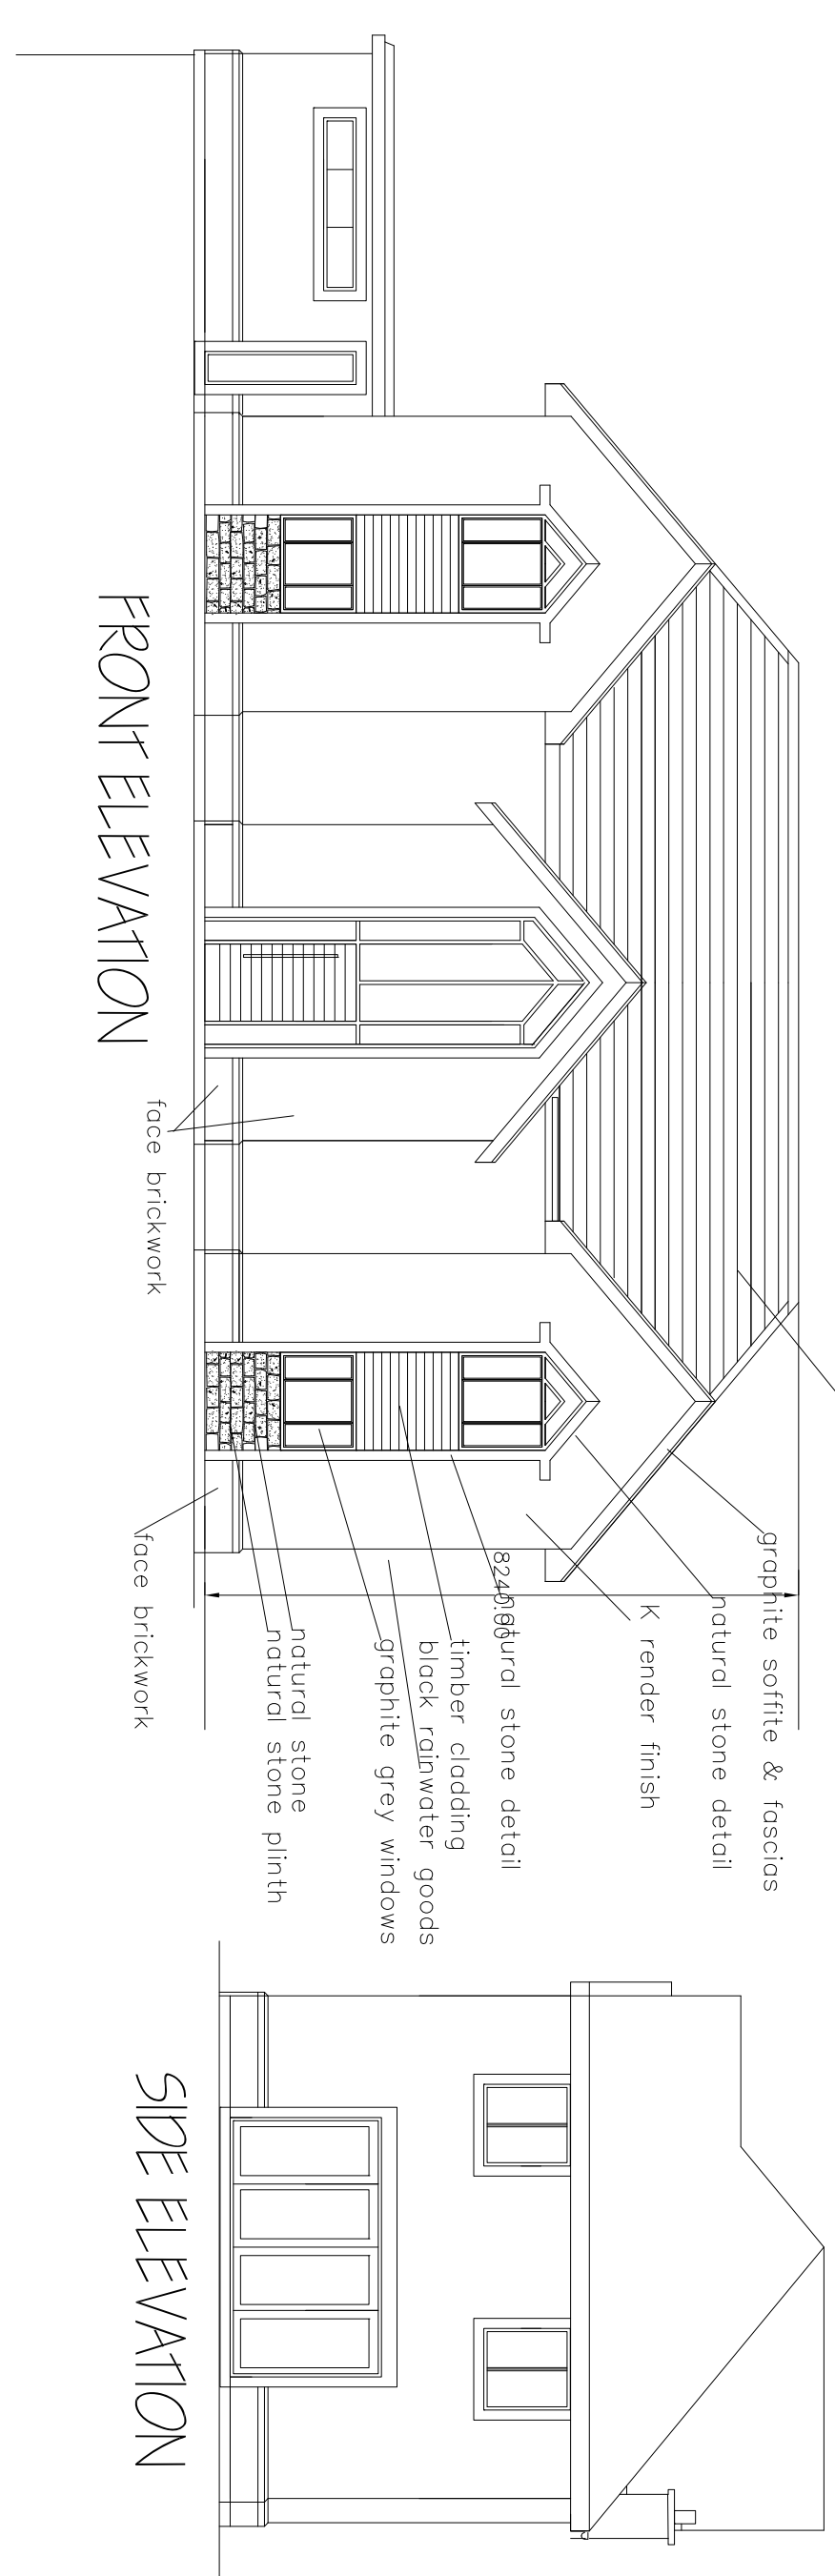 graphite soffite & fascias
natural stone detail
K render finish
8240.90
natural stone detail
timber cladding
black rainwater goods
graphite grey windows
natural stone
natural stone plinth
face brickwork
face brickwork
FRONT ELEVATION
SIDE ELEVATION